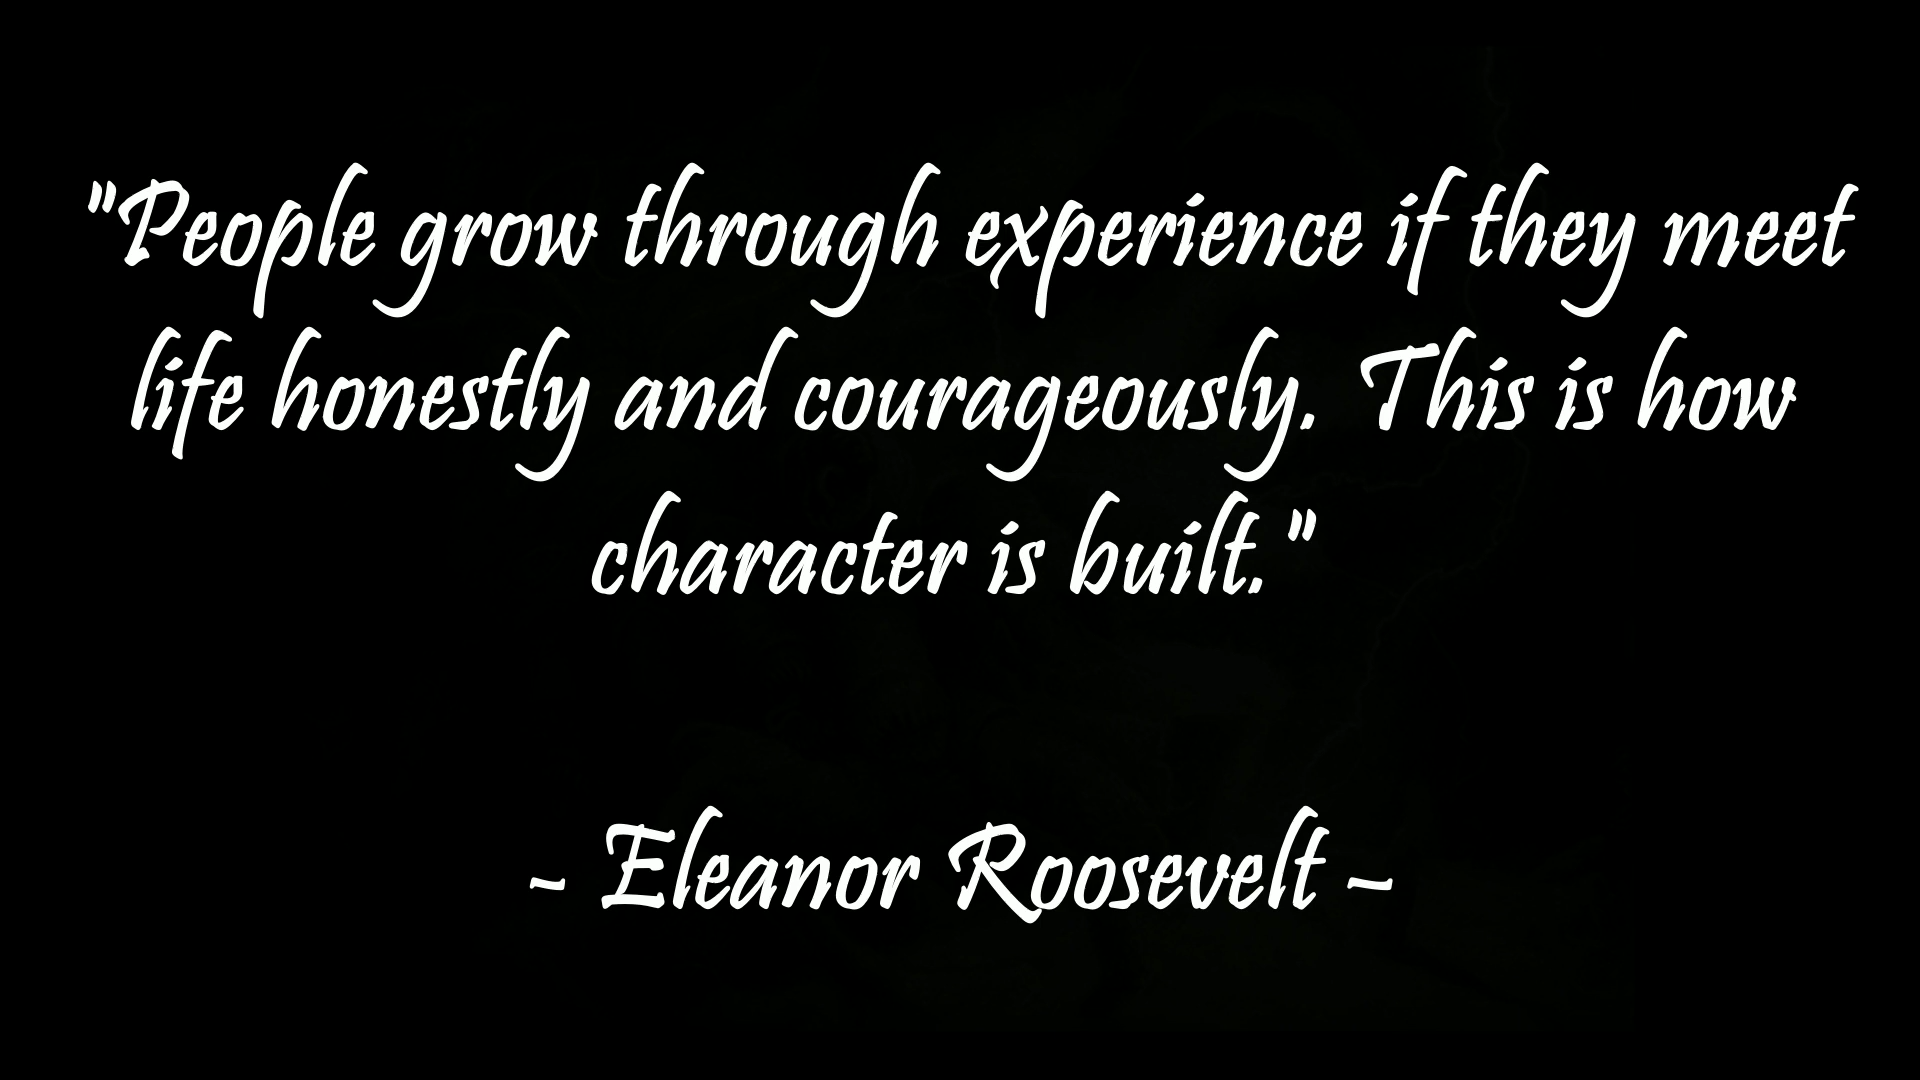 "People grow through experience if they meet
life honestly and courageously. This is how
character is built."
- Eleanor Roosevelt -